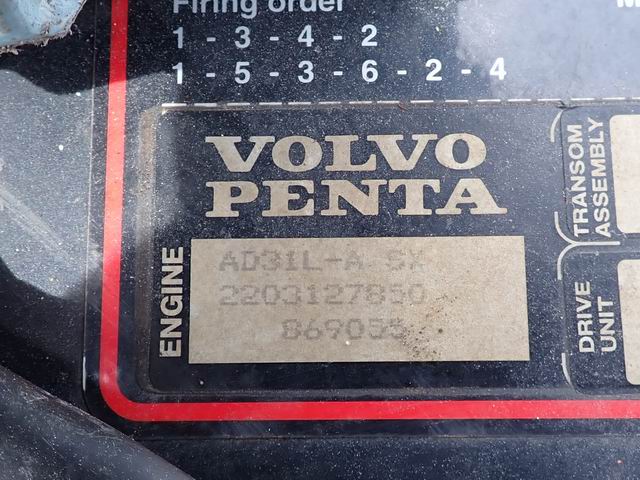 Firing order
1 - 3 - 4 - 2
1 - 5 - 3 - 6 - 2 - 4
VOLVO
PENTA
ENGINE
AD31L-A SX
2203127850
869055
TRANSOM
ASSEMBLY
DRIVE
UNIT